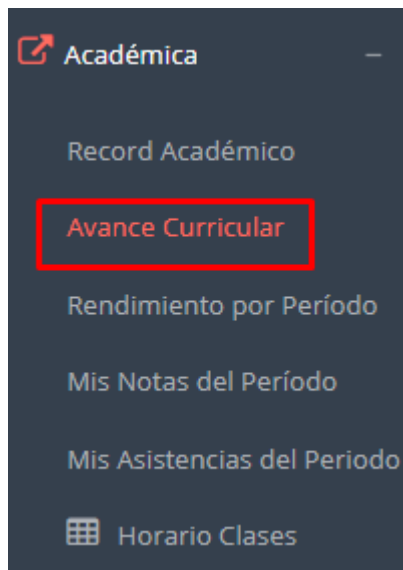 Académica
Record Académico
Avance Curricular
Rendimiento por Período
Mis Notas del Período
Mis Asistencias del Periodo
Horario Clases